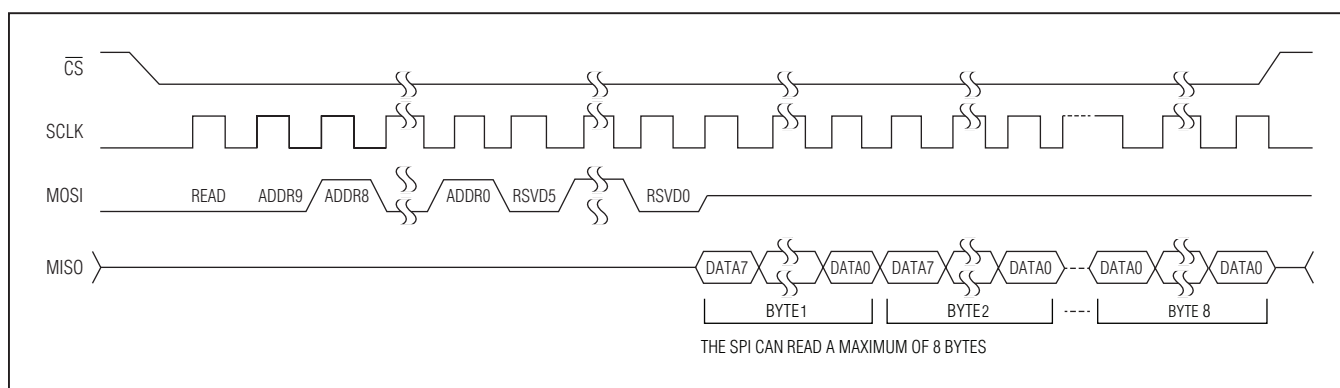 CS
SCLK
MOSI READ ADDR9 ADDR8 ADDR0 RSVD5 RSVD0
MISO DATA7 DATA0 DATA7 DATA0 DATA0 DATA0
BYTE1 BYTE2 BYTE 8
THE SPI CAN READ A MAXIMUM OF 8 BYTES